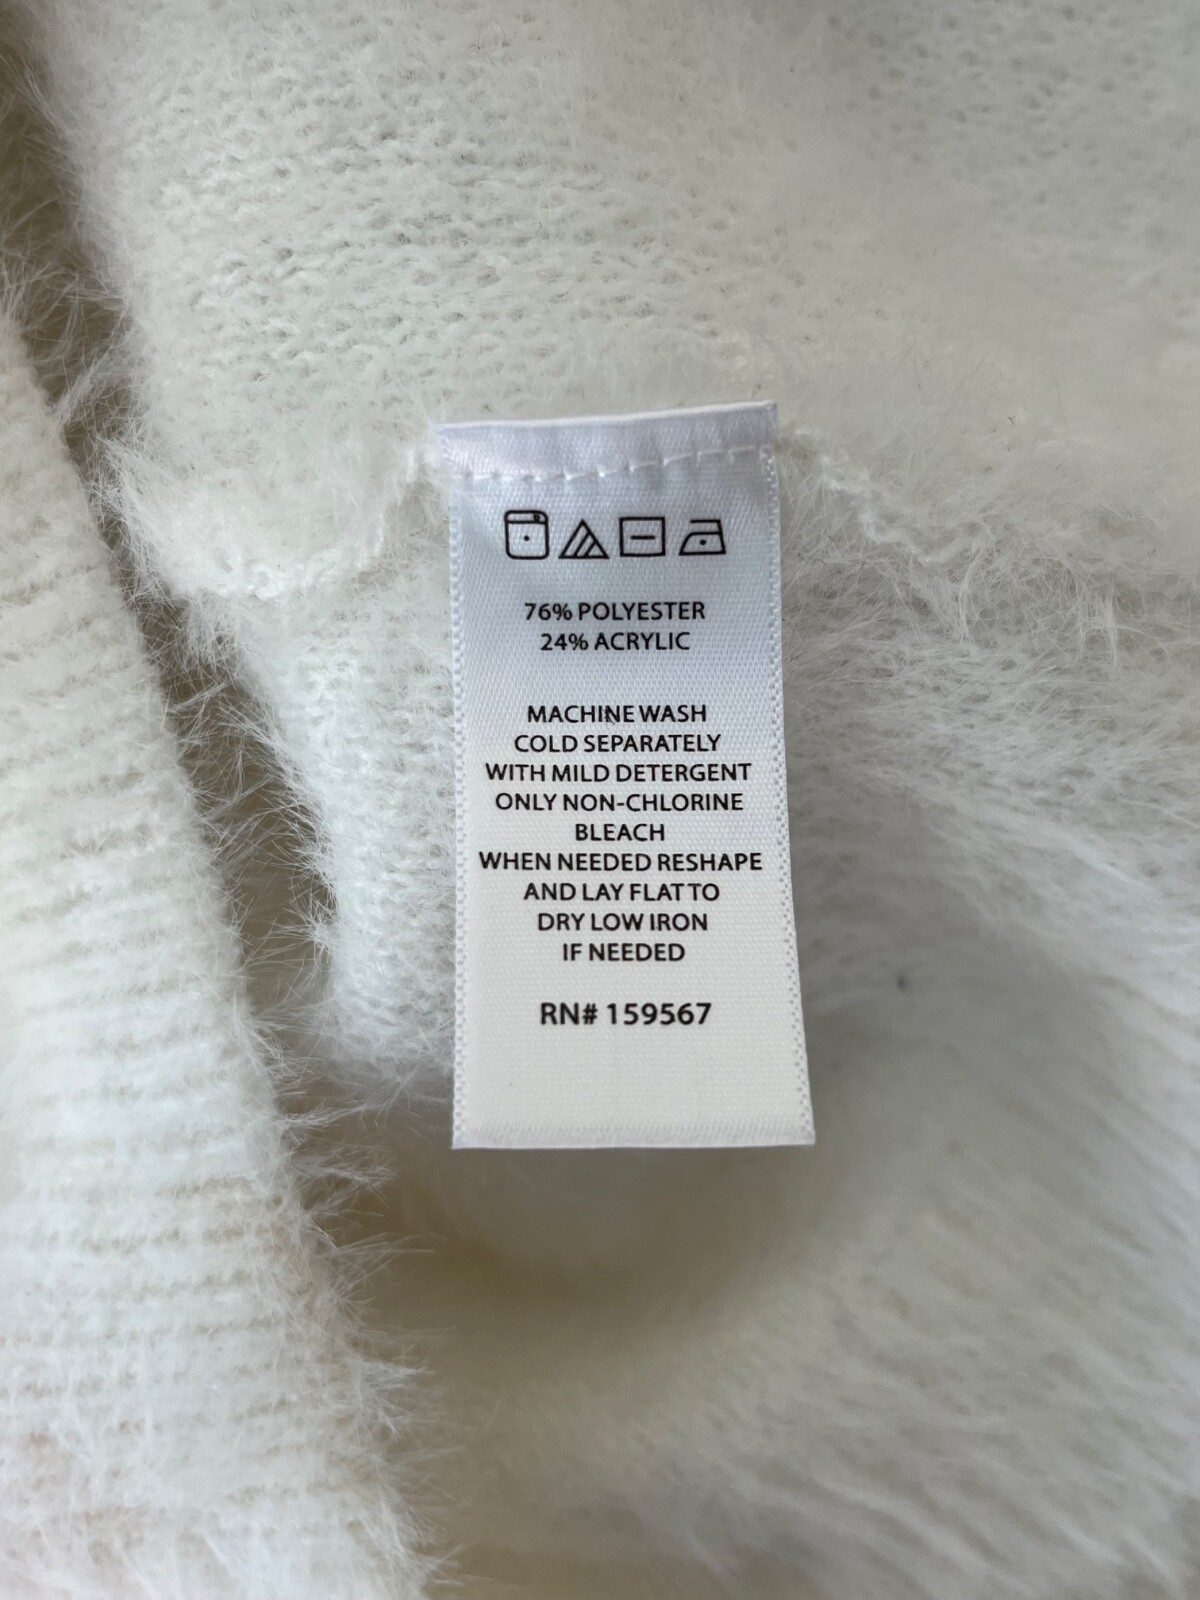 76% POLYESTER
24% ACRYLIC
MACHINE WASH
COLD SEPARATELY
WITH MILD DETERGENT
ONLY NON-CHLORINE
BLEACH
WHEN NEEDED RESHAPE
AND LAY FLAT TO
DRY LOW IRON
IF NEEDED
RN# 159567